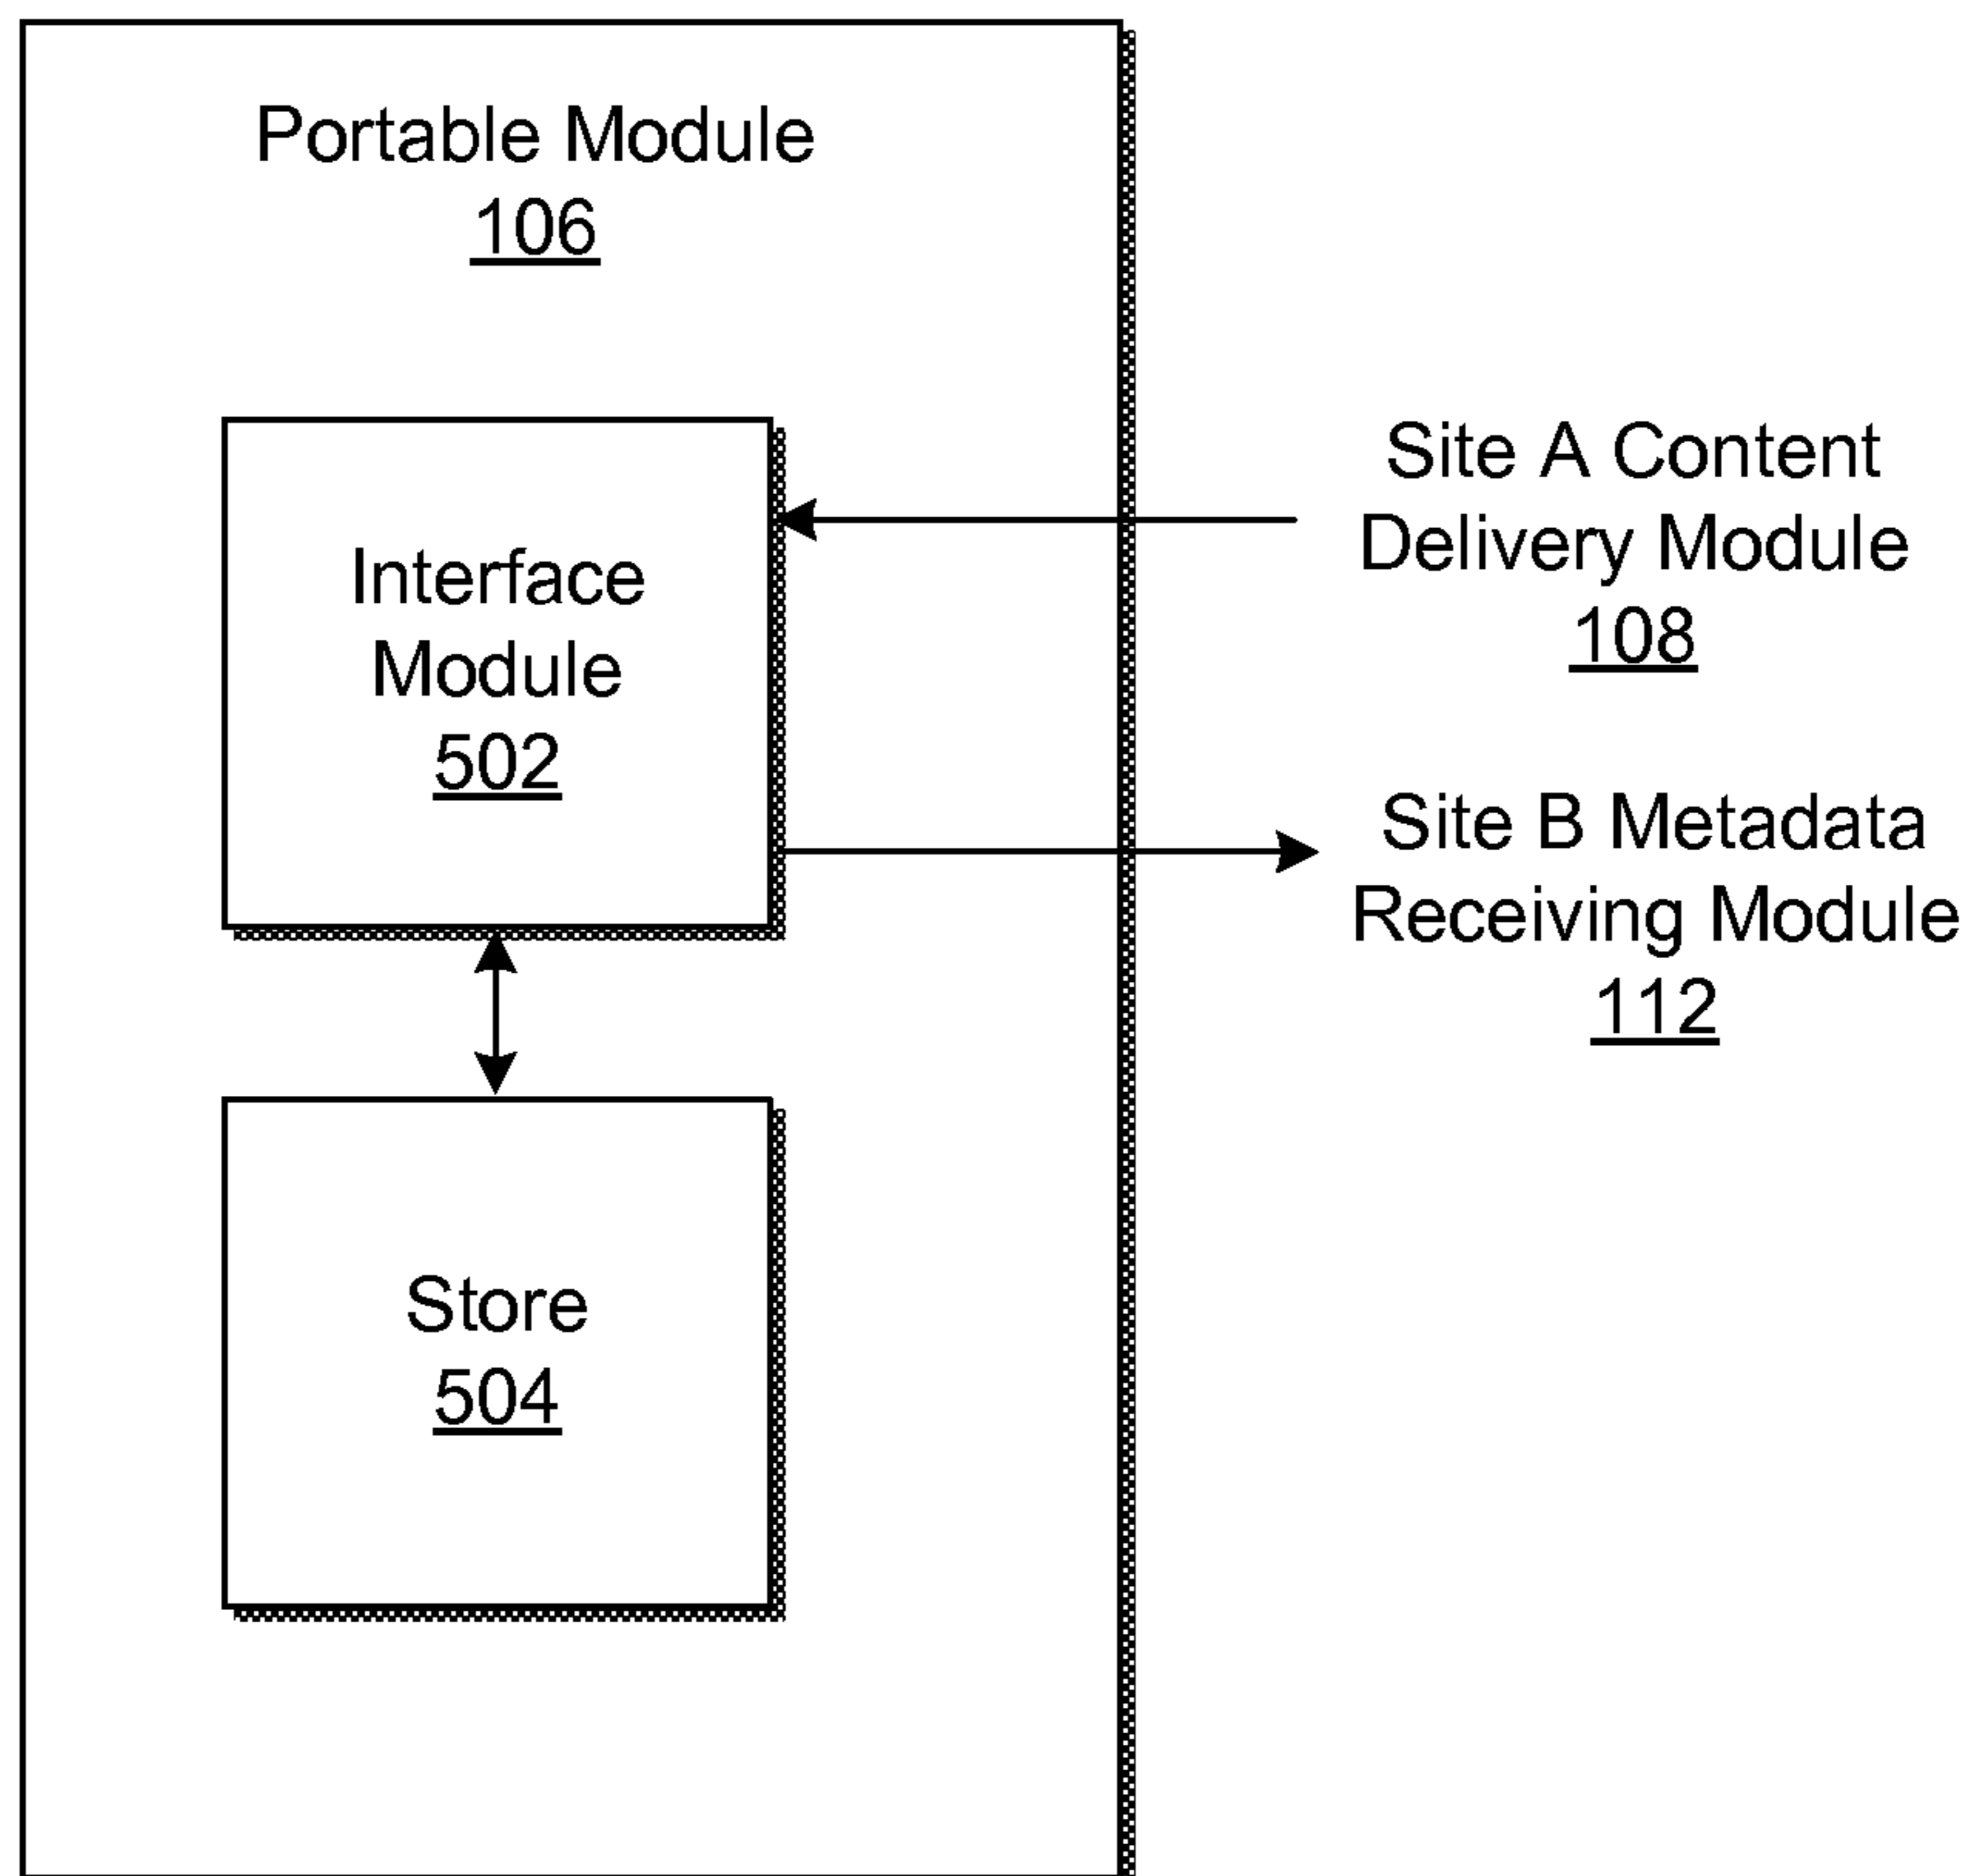 Portable Module
106
Interface
Module
502
Store
504
Site A Content
Delivery Module
108
Site B Metadata
Receiving Module
112